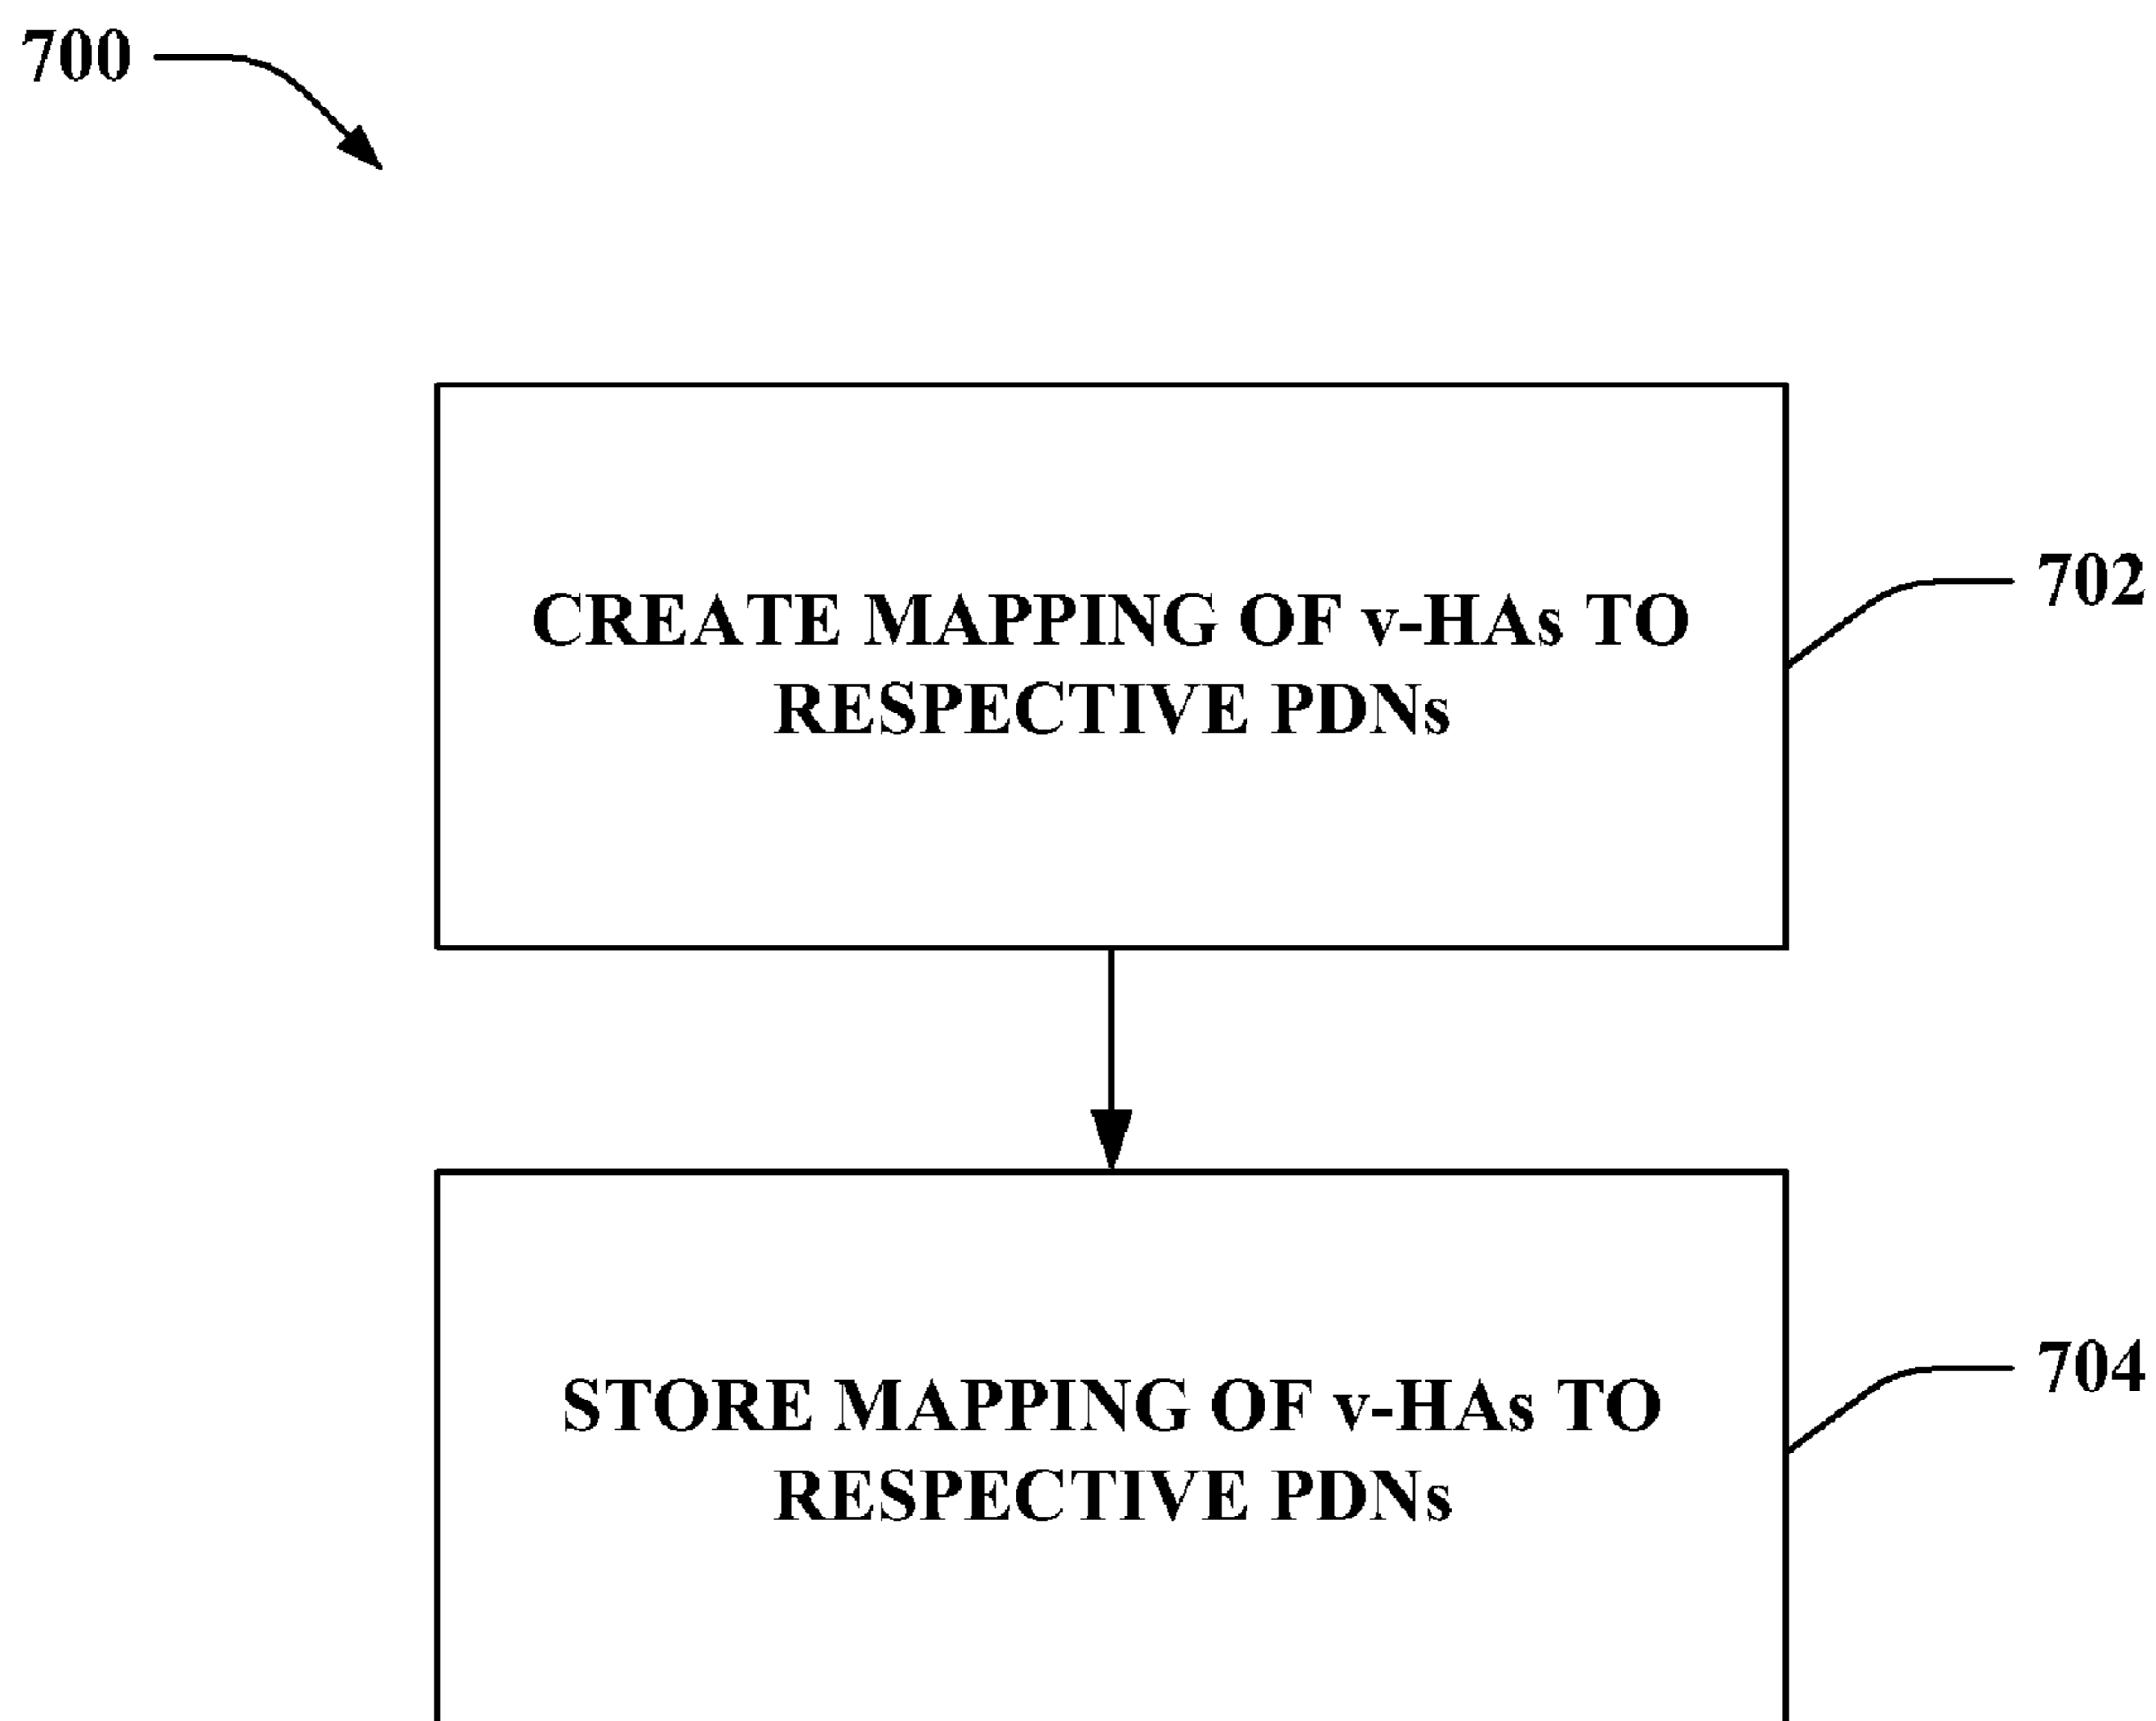 700
CREATE MAPPING OF v-HAs TO
RESPECTIVE PDNs
702
STORE MAPPING OF v-HAs TO
RESPECTIVE PDNs
704